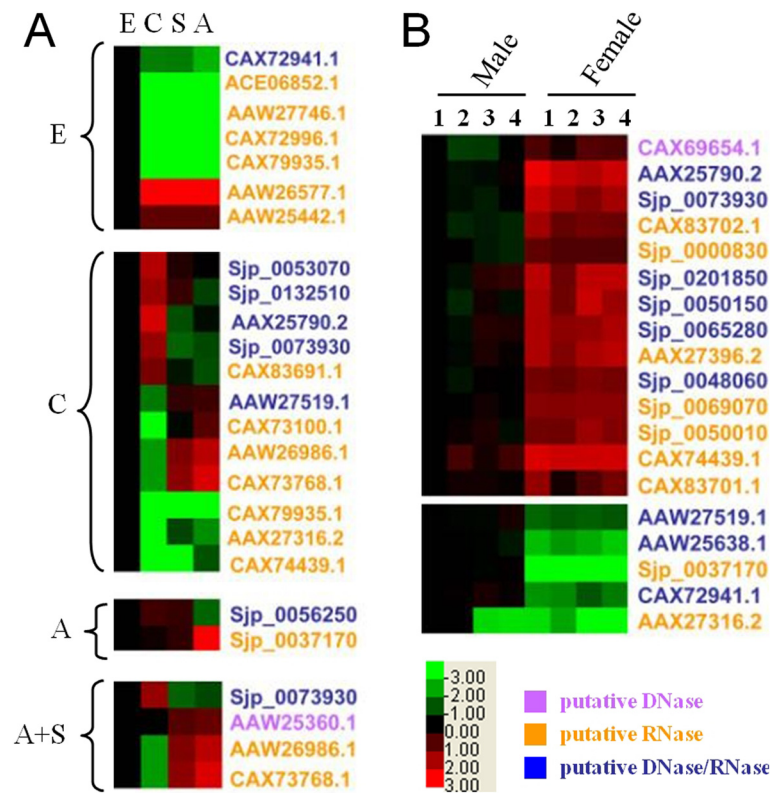 A
E C S A
E
CAX72941.1
ACE06852.1
AAW27746.1
CAX72996.1
CAX79935.1
AAW26577.1
AAW25442.1
C
Sjp_0053070
Sjp_0132510
AAX25790.2
Sjp_0073930
CAX83691.1
AAW27519.1
CAX73100.1
AAW26986.1
CAX73768.1
CAX79935.1
AAX27316.2
CAX74439.1
A
Sjp_0056250
Sjp_0037170
A+S
Sjp_0073930
AAW25360.1
AAW26986.1
CAX73768.1
B
Male Female
1 2 3 4 1 2 3 4
CAX69654.1
AAX25790.2
Sjp_0073930
CAX83702.1
Sjp_0000830
Sjp_0201850
Sjp_0050150
Sjp_0065280
AAX27396.2
Sjp_0048060
Sjp_0069070
Sjp_0050010
CAX74439.1
CAX83701.1
AAW27519.1
AAW25638.1
Sjp_0037170
CAX72941.1
AAX27316.2
-3.00
-2.00
-1.00
0.00
1.00
2.00
3.00
putative DNase
putative RNase
putative DNase/RNase